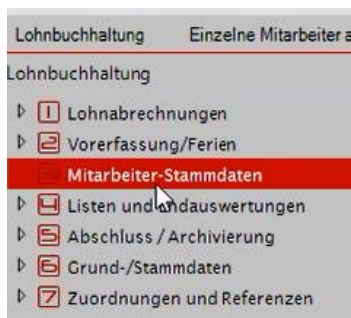 Lohnbuchhaltung Einzelne Mitarbeiter a
Lohnbuchhaltung
1 Lohnabrechnungen
2 Vorerfassung/Ferien
Mitarbeiter-Stammdaten
4 Listen und
5 Abschluss / Archivierung
6 Grund-/Stammdaten
7 Zuordnungen und Referenzen